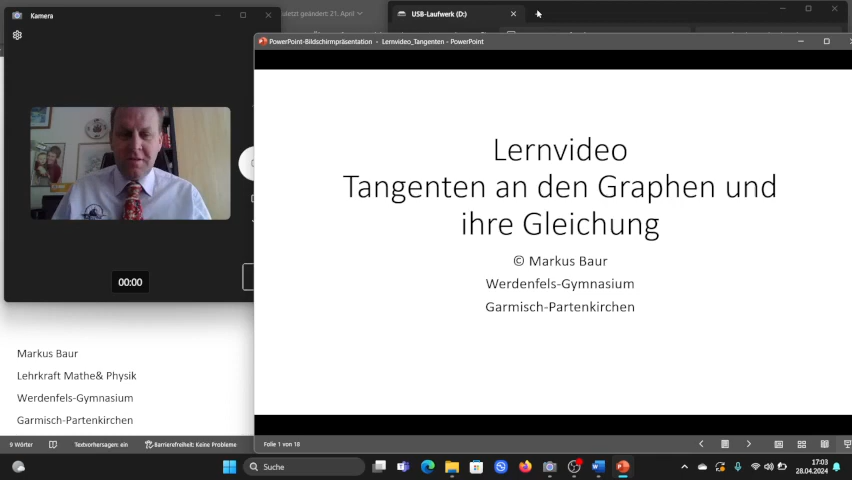 Kamera
zuletzt geändert: 21. April
USB-Laufwerk (D:)
PowerPoint-Bildschirmpräsentation - Lernvideo_Tangenten - PowerPoint
Lernvideo
Tangenten an den Graphen und
ihre Gleichung
© Markus Baur
Werdenfels-Gymnasium
Garmisch-Partenkirchen
00:00
Markus Baur
Lehrkraft Mathe& Physik
Werdenfels-Gymnasium
Garmisch-Partenkirchen
9 Wörter
Textvorhersagen: ein
Barrierefreiheit: Keine Probleme
Folie 1 von 18
Suche
17:03
28.04.2024